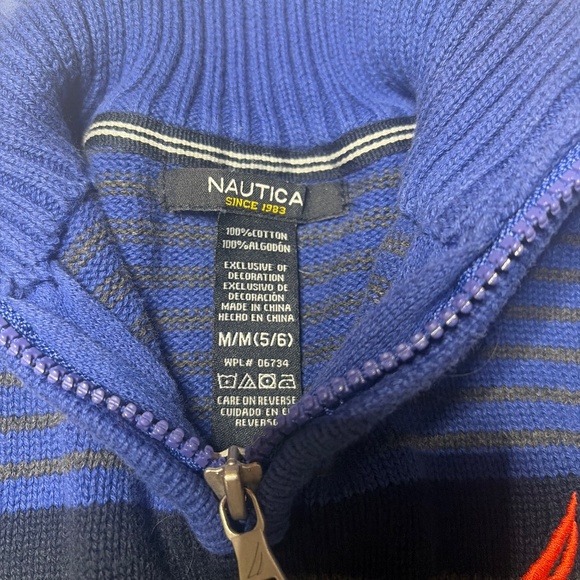 NAUTICA
SINCE 1983
100%COTTON
100%ALGODÓN
EXCLUSIVE OF
DECORATION
EXCLUSIVO DE
DECORACIÓN
MADE IN CHINA
HECHO EN CHINA
M/M(5/6)
WPL# 06734
CARE ON REVERSE
CUIDADO EN EL
REVERSO